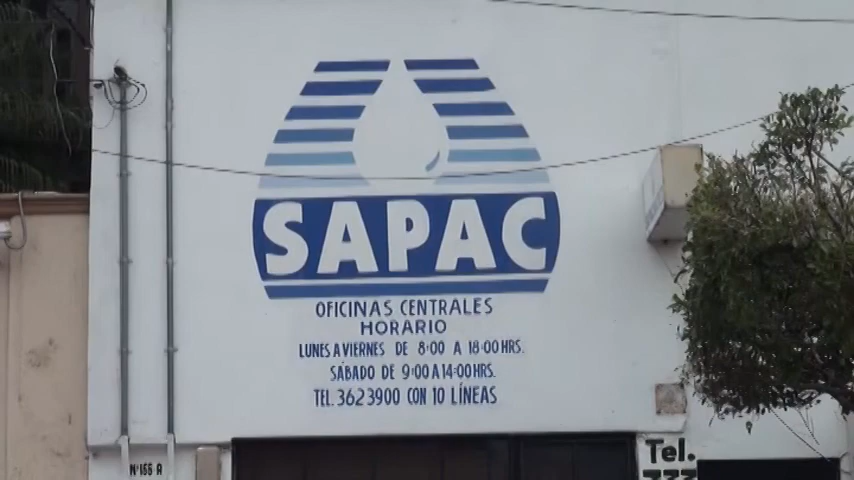 SAPAC
OFICINAS CENTRALES
HORARIO
LUNES A VIERNES DE 8:00 A 18:00 HRS.
SÁBADO DE 9:00 A 14:00 HRS.
TEL. 3623900 CON 10 LÍNEAS
Nº166 A
Tel.